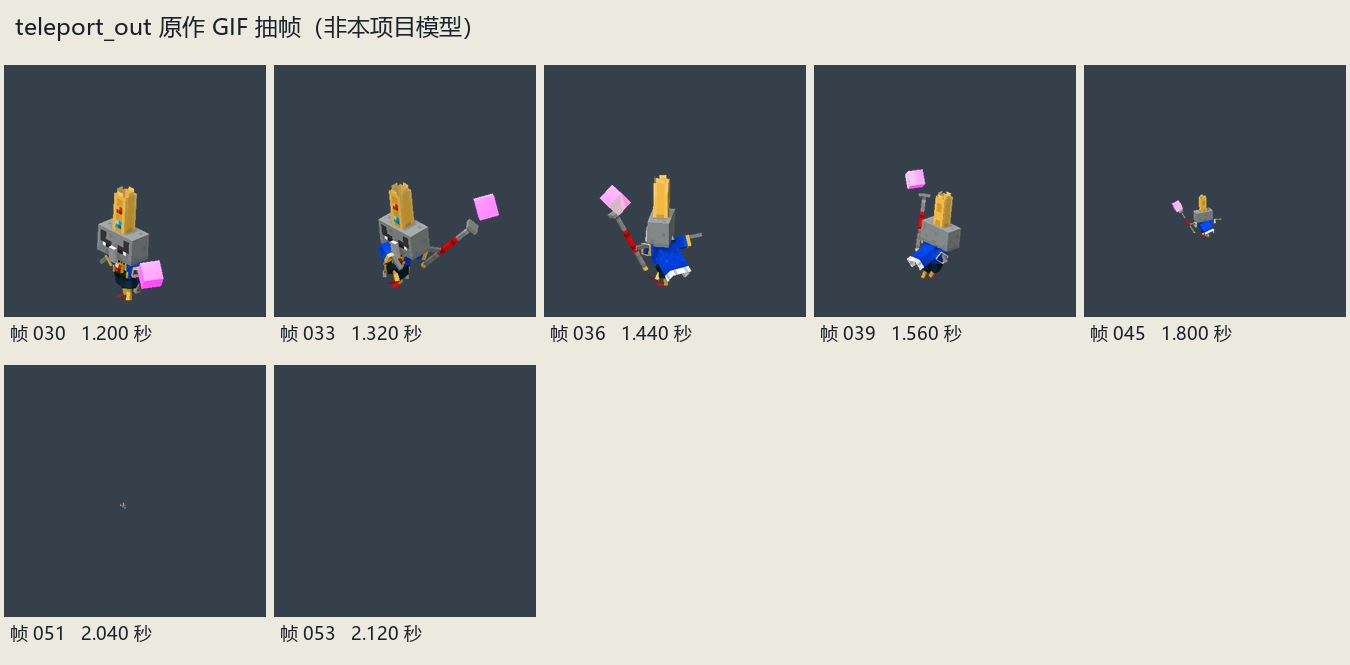 teleport_out 原作 GIF 抽帧（非本项目模型）
帧 030   1.200 秒
帧 033   1.320 秒
帧 036   1.440 秒
帧 039   1.560 秒
帧 045   1.800 秒
帧 051   2.040 秒
帧 053   2.120 秒